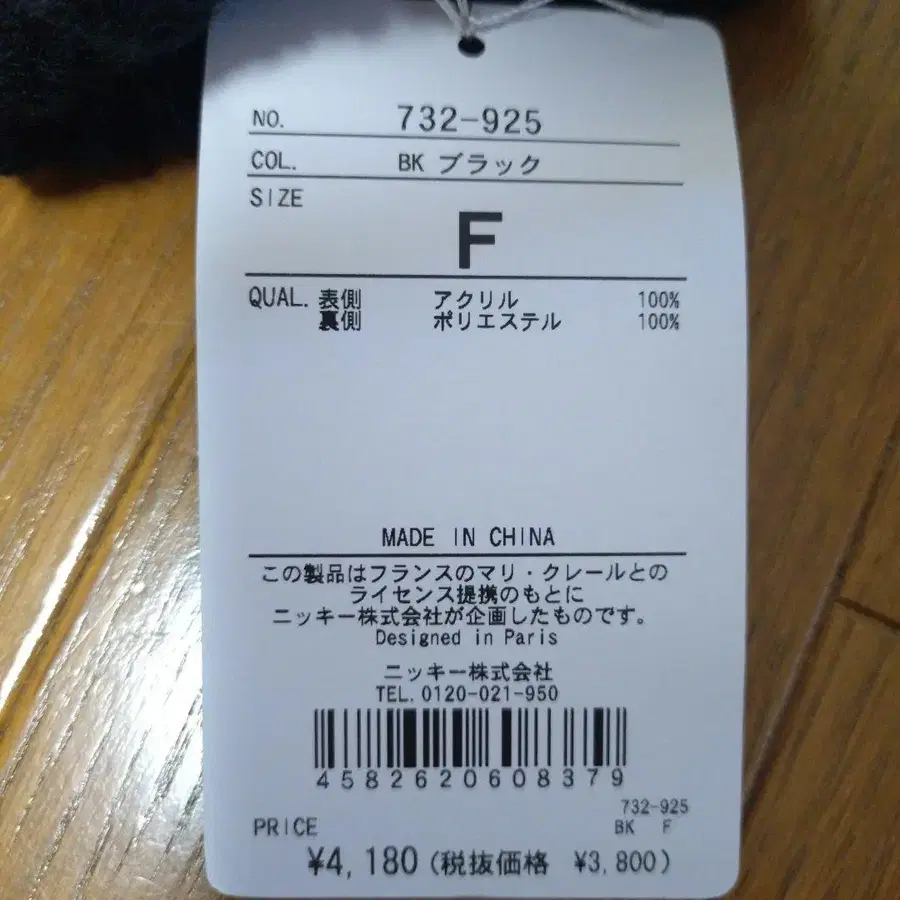 NO. 732-925
COL. BK ブラック
SIZE
F
QUAL. 表側 アクリル 100%
裏側 ポリエステル 100%
MADE IN CHINA
この製品はフランスのマリ・クレールとの
ライセンス提携のもとに
ニッキー株式会社が企画したものです。
Designed in Paris
ニッキー株式会社
TEL.0120-021-950
4582620608379
732-925
BK F
PRICE
¥4,180(税抜価格 ¥3,800)